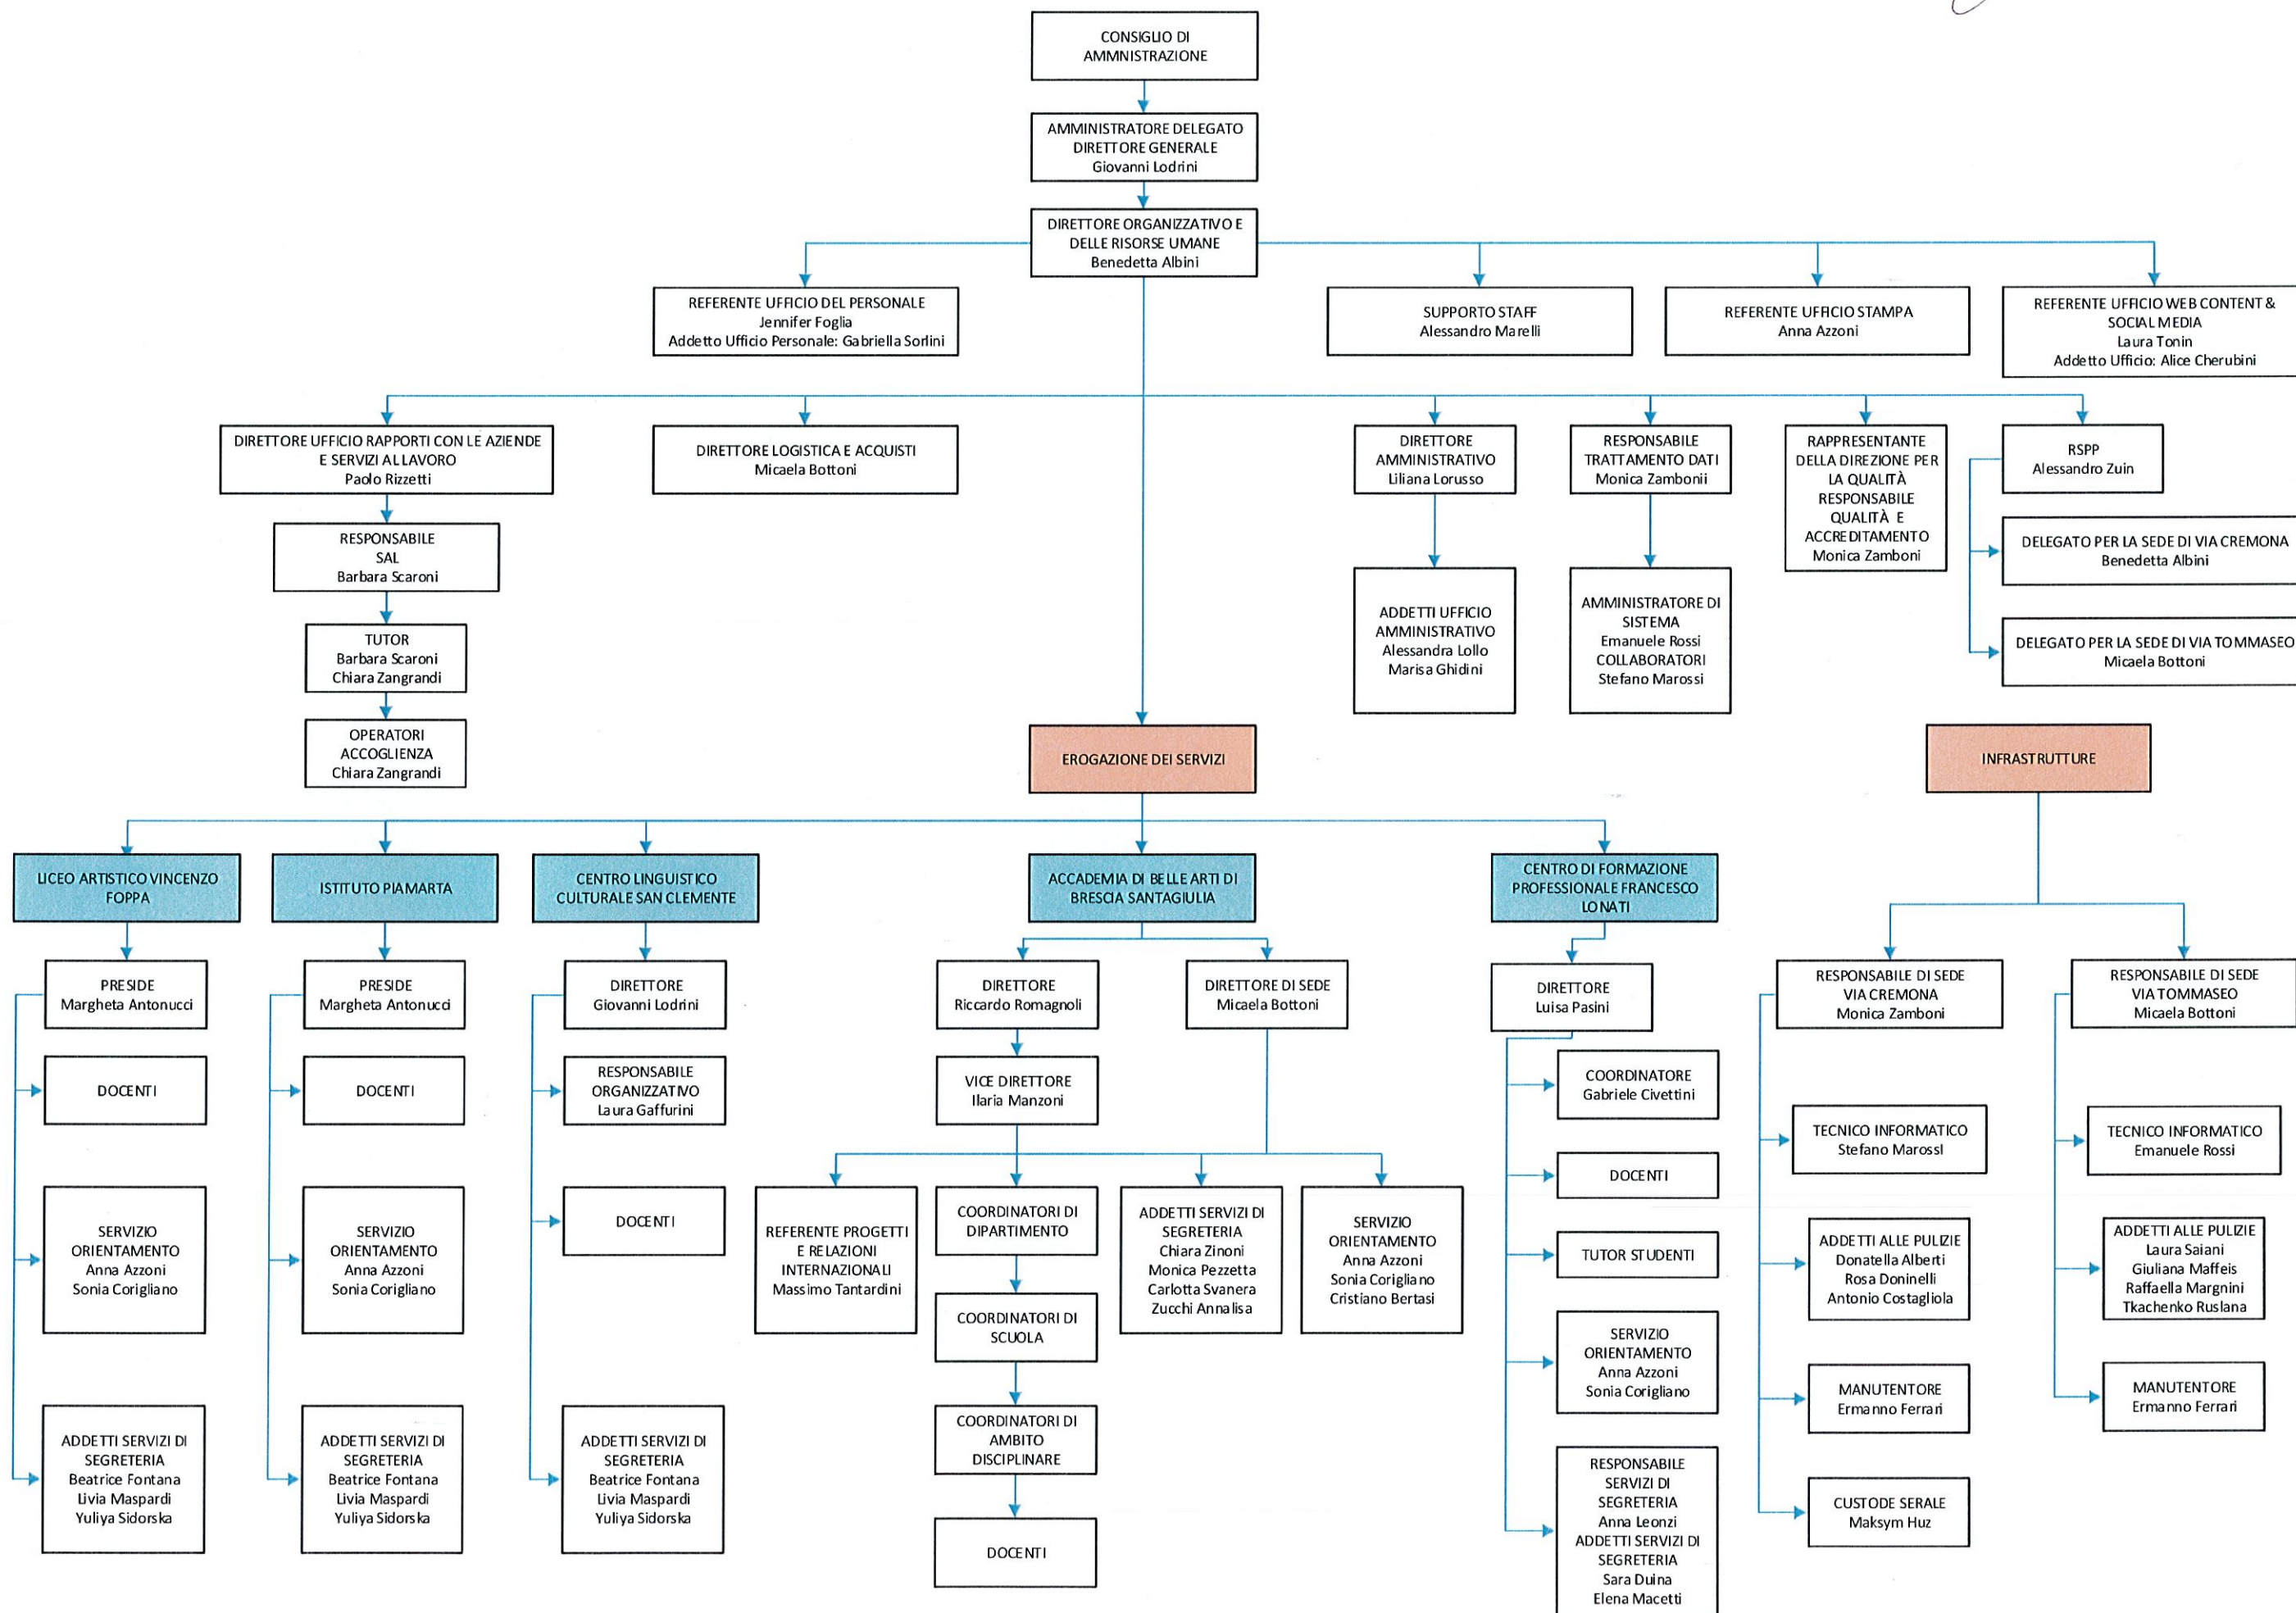 CONSIGLIO DI
AMMNISTRAZIONE
AMMINISTRATORE DELEGATO
DIRETTORE GENERALE
Giovanni Lodrini
DIRETTORE ORGANIZZATIVO E
DELLE RISORSE UMANE
Benedetta Albini
REFERENTE UFFICIO DEL PERSONALE
Jennifer Foglia
Addetto Ufficio Personale: Gabriella Sorlini
SUPPORTO STAFF
Alessandro Marelli
REFERENTE UFFICIO STAMPA
Anna Azzoni
REFERENTE UFFICIO WEB CONTENT &
SOCIAL MEDIA
Laura Tonin
Addetto Ufficio: Alice Cherubini
DIRETTORE UFFICIO RAPPORTI CON LE AZIENDE
E SERVIZI AL LAVORO
Paolo Rizzetti
DIRETTORE LOGISTICA E ACQUISTI
Micaela Bottoni
DIRETTORE
AMMINISTRATIVO
Liliana Lorusso
RESPONSABILE
TRATTAMENTO DATI
Monica Zambonii
RAPPRESENTANTE
DELLA DIREZIONE PER
LA QUALITÀ
RESPONSABILE
QUALITÀ E
ACCREDITAMENTO
Monica Zamboni
RSPP
Alessandro Zuin
DELEGATO PER LA SEDE DI VIA CREMONA
Benedetta Albini
DELEGATO PER LA SEDE DI VIA TOMMASEO
Micaela Bottoni
RESPONSABILE
SAL
Barbara Scaroni
TUTOR
Barbara Scaroni
Chiara Zangrandi
OPERATORI
ACCOGLIENZA
Chiara Zangrandi
ADDETTI UFFICIO
AMMINISTRATIVO
Alessandra Lollo
Marisa Ghidini
AMMINISTRATORE DI
SISTEMA
Emanuele Rossi
COLLABORATORI
Stefano Marossi
EROGAZIONE DEI SERVIZI
INFRASTRUTTURE
LICEO ARTISTICO VINCENZO
FOPPA
ISTITUTO PIAMARTA
CENTRO LINGUISTICO
CULTURALE SAN CLEMENTE
ACCADEMIA DI BELLE ARTI DI
BRESCIA SANTAGIULIA
CENTRO DI FORMAZIONE
PROFESSIONALE FRANCESCO
LONATI
PRESIDE
Margheta Antonucci
DOCENTI
SERVIZIO
ORIENTAMENTO
Anna Azzoni
Sonia Corigliano
ADDETTI SERVIZI DI
SEGRETERIA
Beatrice Fontana
Livia Maspardi
Yuliya Sidorska
PRESIDE
Margheta Antonucci
DOCENTI
SERVIZIO
ORIENTAMENTO
Anna Azzoni
Sonia Corigliano
ADDETTI SERVIZI DI
SEGRETERIA
Beatrice Fontana
Livia Maspardi
Yuliya Sidorska
DIRETTORE
Giovanni Lodrini
RESPONSABILE
ORGANIZZATIVO
Laura Gaffurini
DOCENTI
ADDETTI SERVIZI DI
SEGRETERIA
Beatrice Fontana
Livia Maspardi
Yuliya Sidorska
DIRETTORE
Riccardo Romagnoli
DIRETTORE DI SEDE
Micaela Bottoni
VICE DIRETTORE
Ilaria Manzoni
REFERENTE PROGETTI
E RELAZIONI
INTERNAZIONALI
Massimo Tantardini
COORDINATORI DI
DIPARTIMENTO
COORDINATORI DI
SCUOLA
COORDINATORI DI
AMBITO
DISCIPLINARE
DOCENTI
ADDETTI SERVIZI DI
SEGRETERIA
Chiara Zinoni
Monica Pezzetta
Carlotta Svanera
Zucchi Annalisa
SERVIZIO
ORIENTAMENTO
Anna Azzoni
Sonia Corigliano
Cristiano Bertasi
DIRETTORE
Luisa Pasini
COORDINATORE
Gabriele Civettini
DOCENTI
TUTOR STUDENTI
SERVIZIO
ORIENTAMENTO
Anna Azzoni
Sonia Corigliano
RESPONSABILE
SERVIZI DI
SEGRETERIA
Anna Leonzi
ADDETTI SERVIZI DI
SEGRETERIA
Sara Duina
Elena Macetti
RESPONSABILE DI SEDE
VIA CREMONA
Monica Zamboni
TECNICO INFORMATICO
Stefano MarossI
ADDETTI ALLE PULIZIE
Donatella Alberti
Rosa Doninelli
Antonio Costagliola
MANUTENTORE
Ermanno Ferrari
CUSTODE SERALE
Maksym Huz
RESPONSABILE DI SEDE
VIA TOMMASEO
Micaela Bottoni
TECNICO INFORMATICO
Emanuele Rossi
ADDETTI ALLE PULIZIE
Laura Saiani
Giuliana Maffeis
Raffaella Margnini
Tkachenko Ruslana
MANUTENTORE
Ermanno Ferrari